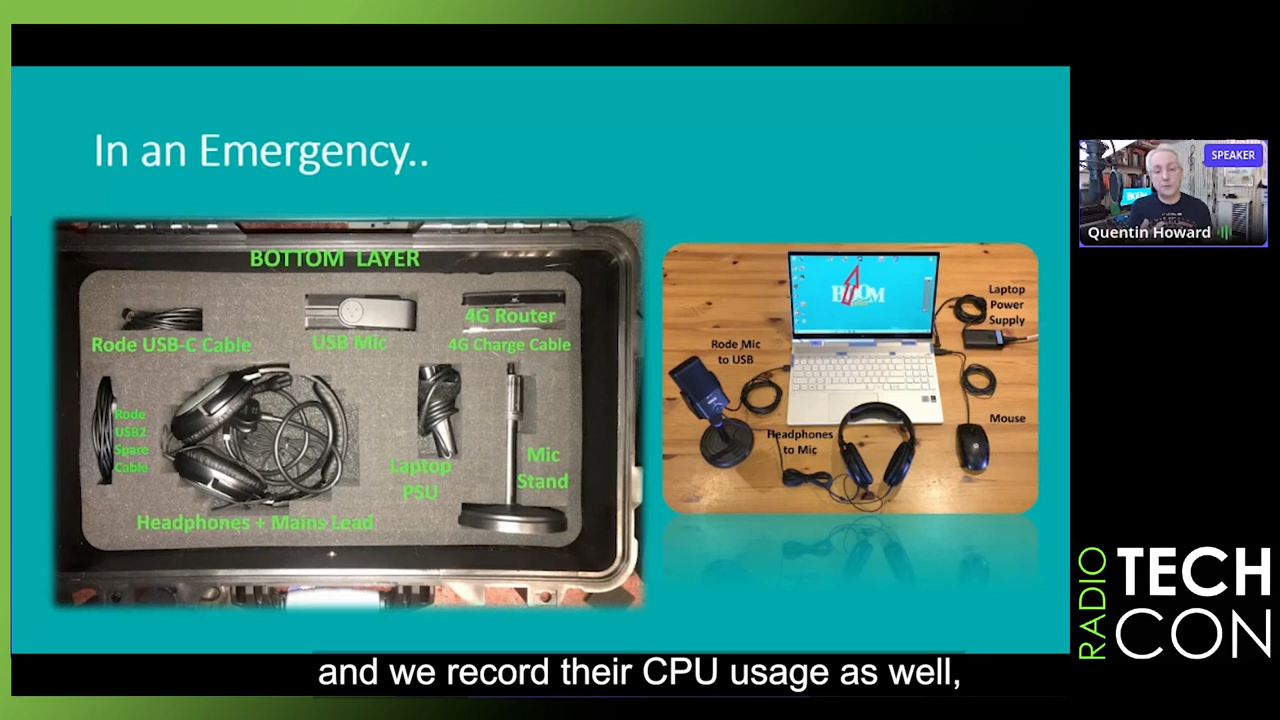 In an Emergency..
BOTTOM LAYER
Rode USB-C Cable
USB Mic
4G Router
4G Charge Cable
Rode
USB2
Spare
Cable
Laptop
PSU
Mic
Stand
Headphones + Mains Lead
BOOM
Rode Mic
to USB
Laptop
Power
Supply
Headphones
to Mic
Mouse
SPEAKER
Quentin Howard
RADIO
TECH
CON
and we record their CPU usage as well,